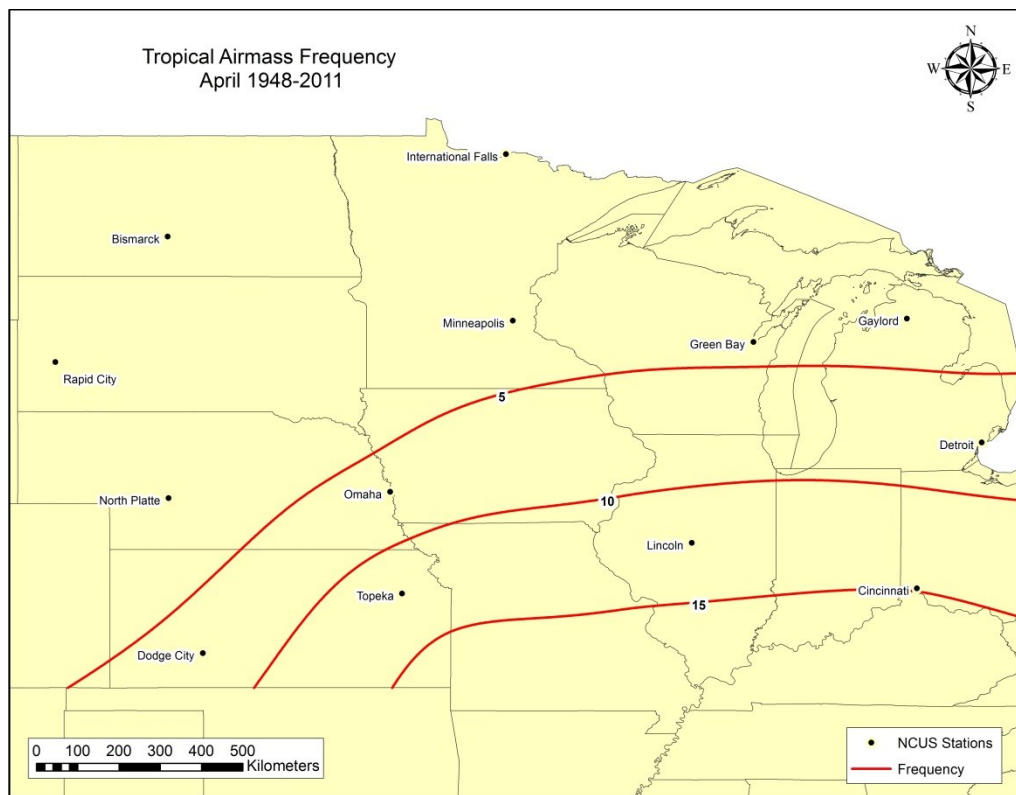 Tropical Airmass Frequency
April 1948-2011
N
W
E
S
International Falls
Bismarck
Minneapolis
Gaylord
Green Bay
Rapid City
5
Detroit
Omaha
North Platte
10
Lincoln
Topeka
Cincinnati
15
Dodge City
0 100 200 300 400 500
Kilometers
NCUS Stations
Frequency